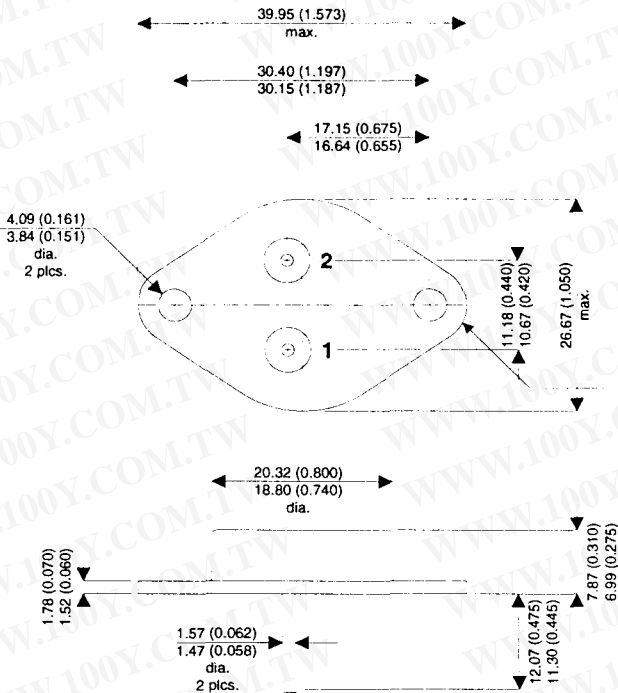 39.95 (1.573)
max.
30.40 (1.197)
30.15 (1.187)
17.15 (0.675)
16.64 (0.655)
4.09 (0.161)
3.84 (0.151)
dia.
2 plcs.
2
1
11.18 (0.440)
10.67 (0.420)
26.67 (1.050)
max.
20.32 (0.800)
18.80 (0.740)
dia.
1.78 (0.070)
1.52 (0.060)
7.87 (0.310)
6.99 (0.275)
1.57 (0.062)
1.47 (0.058)
dia.
2 plcs.
12.07 (0.475)
11.30 (0.445)
WWW.100Y.COM.TW